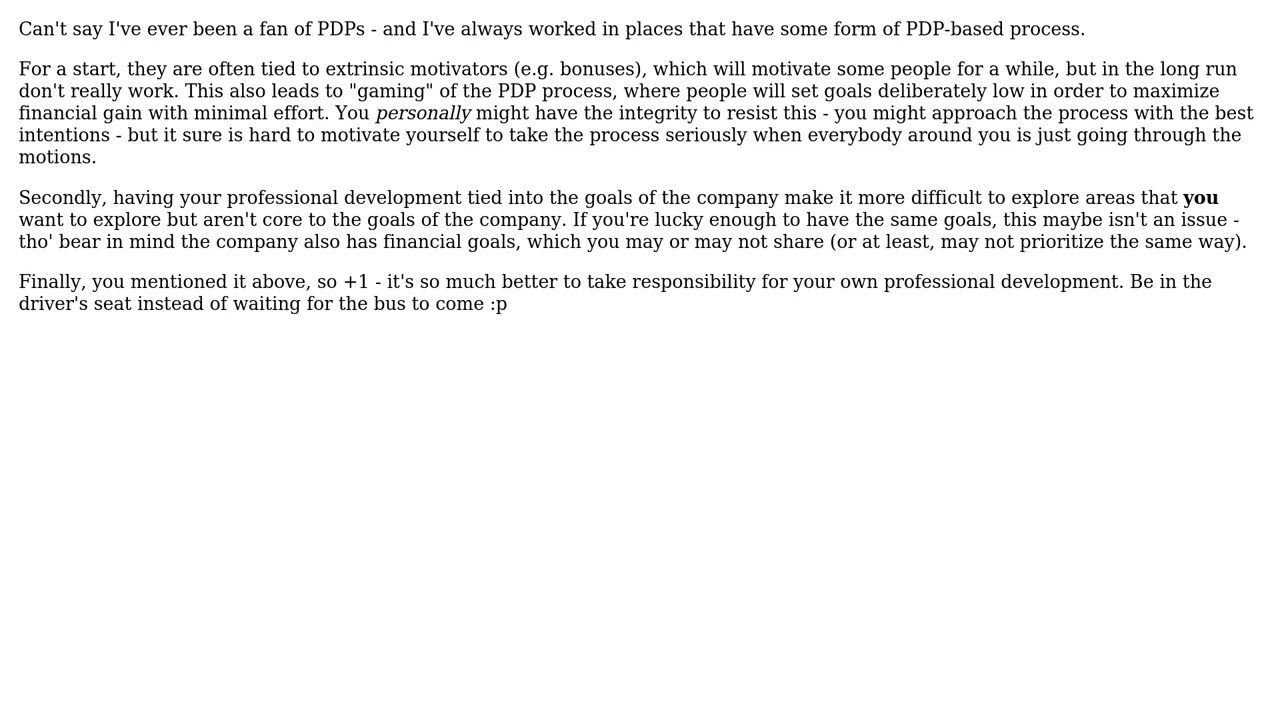 Can't say I've ever been a fan of PDPs - and I've always worked in places that have some form of PDP-based process.
For a start, they are often tied to extrinsic motivators (e.g. bonuses), which will motivate some people for a while, but in the long run
don't really work. This also leads to "gaming" of the PDP process, where people will set goals deliberately low in order to maximize
financial gain with minimal effort. You personally might have the integrity to resist this - you might approach the process with the best
intentions - but it sure is hard to motivate yourself to take the process seriously when everybody around you is just going through the
motions.
Secondly, having your professional development tied into the goals of the company make it more difficult to explore areas that you
want to explore but aren't core to the goals of the company. If you're lucky enough to have the same goals, this maybe isn't an issue -
tho' bear in mind the company also has financial goals, which you may or may not share (or at least, may not prioritize the same way).
Finally, you mentioned it above, so +1 - it's so much better to take responsibility for your own professional development. Be in the
driver's seat instead of waiting for the bus to come :p